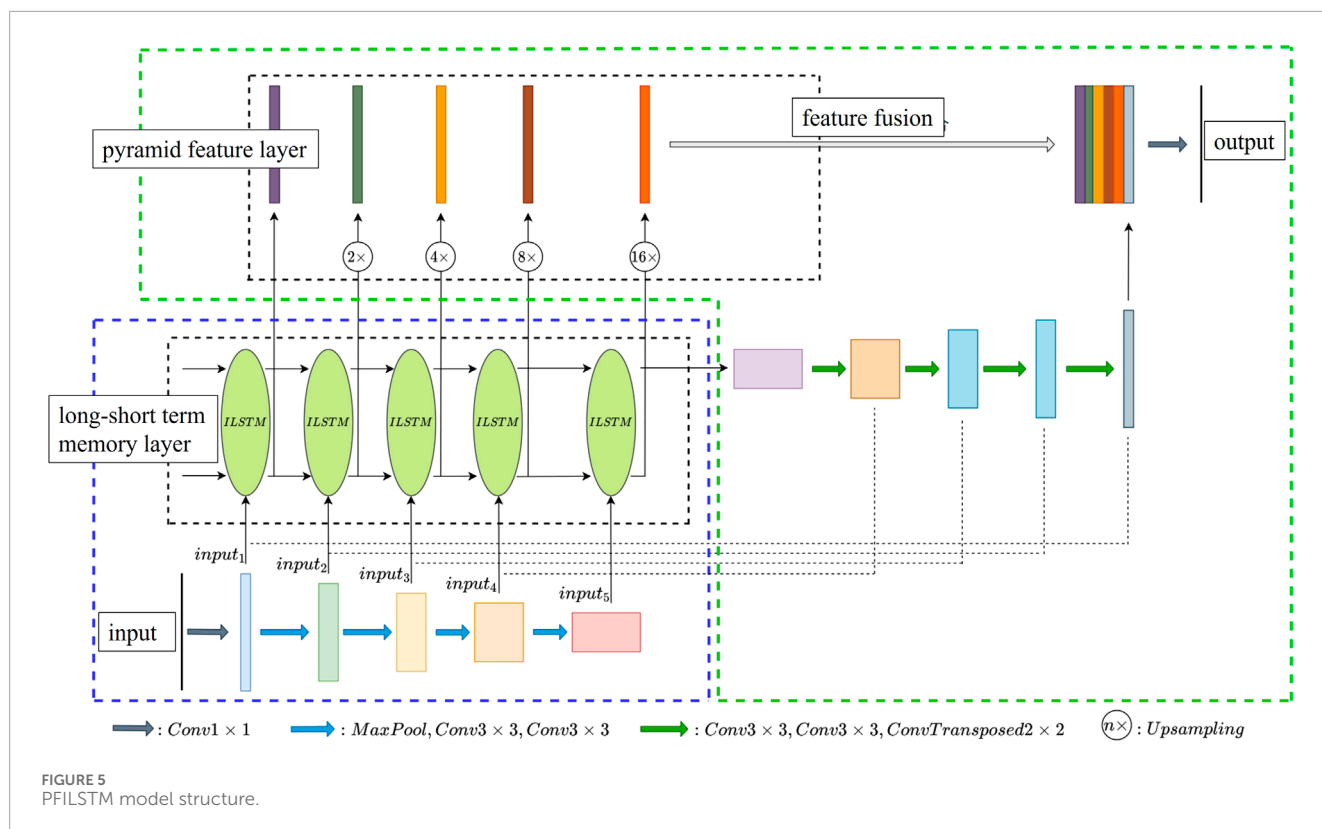 feature fusion
pyramid feature layer
output
2×
4×
8×
16×
long-short term
memory layer
ILSTM
ILSTM
ILSTM
ILSTM
ILSTM
input₁
input₂
input₃
input₄
input₅
input
: Conv1 × 1
: MaxPool, Conv3 × 3, Conv3 × 3
: Conv3 × 3, Conv3 × 3, ConvTransposed2 × 2
n×
: Upsampling
FIGURE 5
PFILSTM model structure.